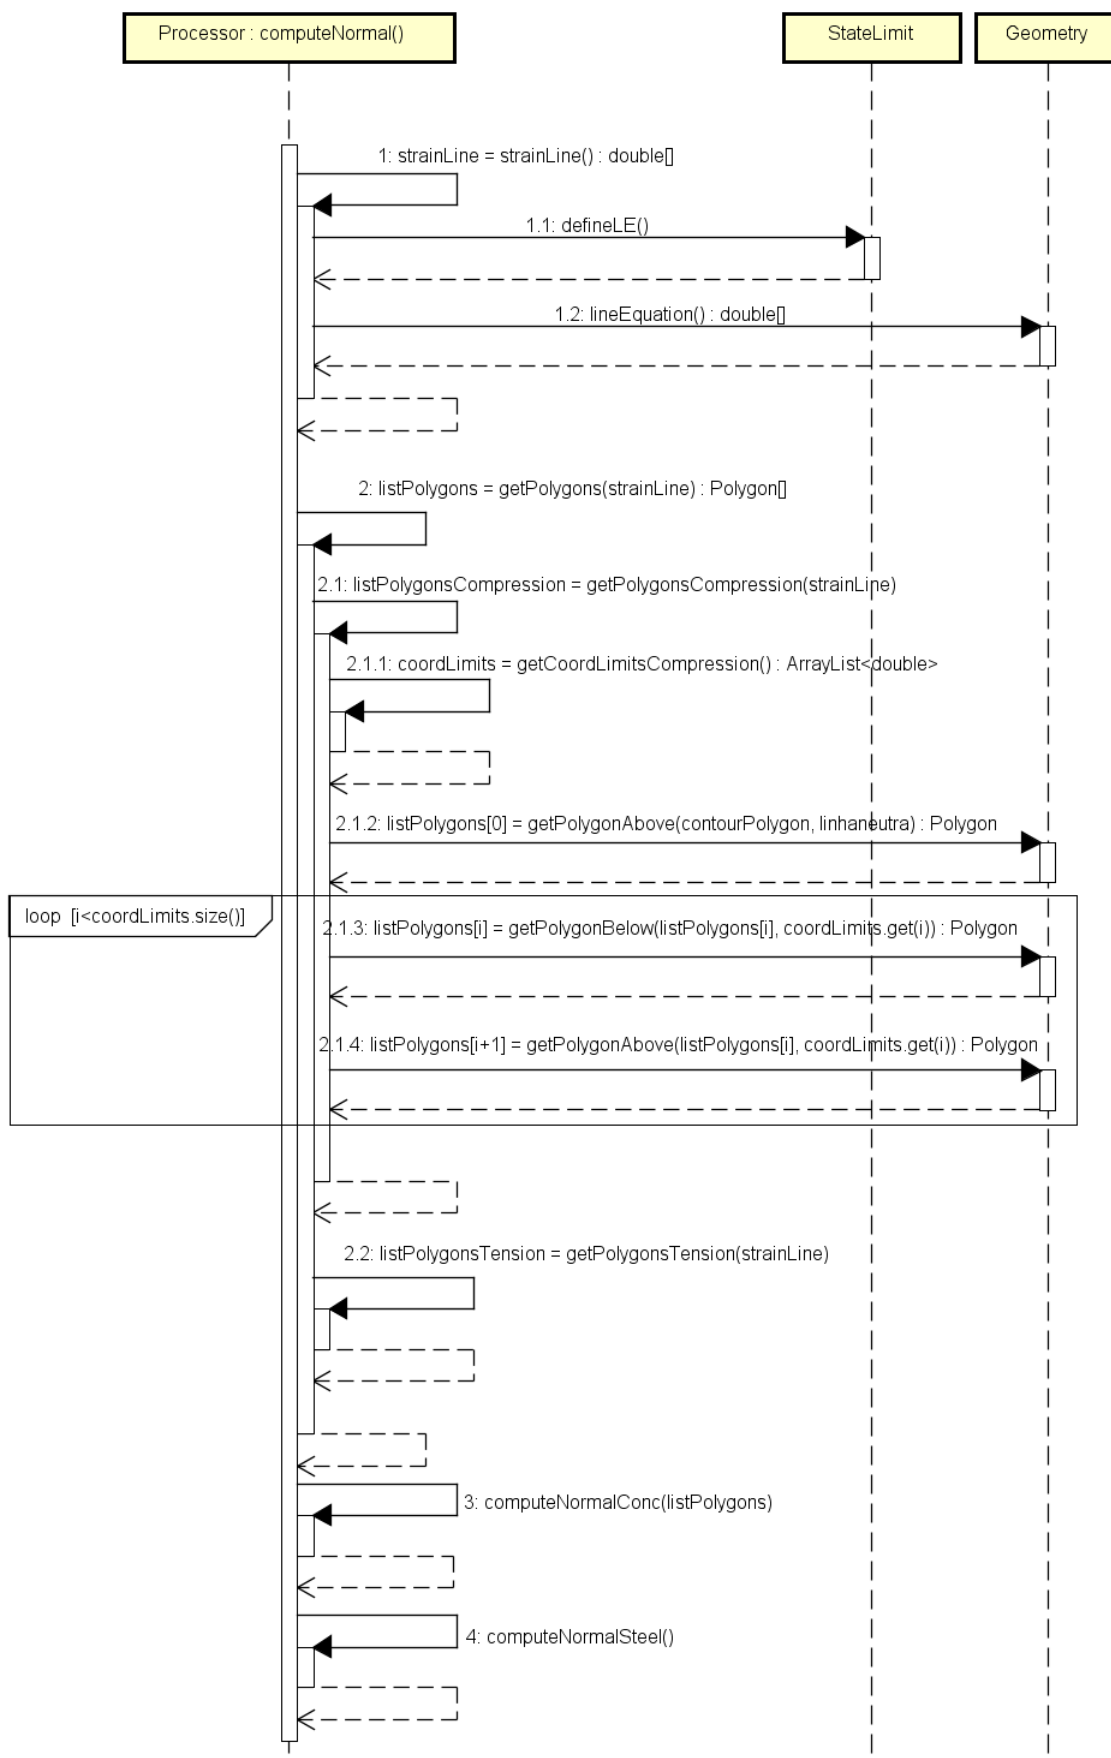 Processor : computeNormal()
StateLimit
Geometry
1: strainLine = strainLine() : double[]
1.1: defineLE()
1.2: lineEquation() : double[]
2: listPolygons = getPolygons(strainLine) : Polygon[]
2.1: listPolygonsCompression = getPolygonsCompression(strainLine)
2.1.1: coordLimits = getCoordLimitsCompression() : ArrayList<double>
2.1.2: listPolygons[0] = getPolygonAbove(contourPolygon, linhaneutra) : Polygon
loop [i<coordLimits.size()]
2.1.3: listPolygons[i] = getPolygonBelow(listPolygons[i], coordLimits.get(i)) : Polygon
2.1.4: listPolygons[i+1] = getPolygonAbove(listPolygons[i], coordLimits.get(i)) : Polygon
2.2: listPolygonsTension = getPolygonsTension(strainLine)
3: computeNormalConc(listPolygons)
4: computeNormalSteel()